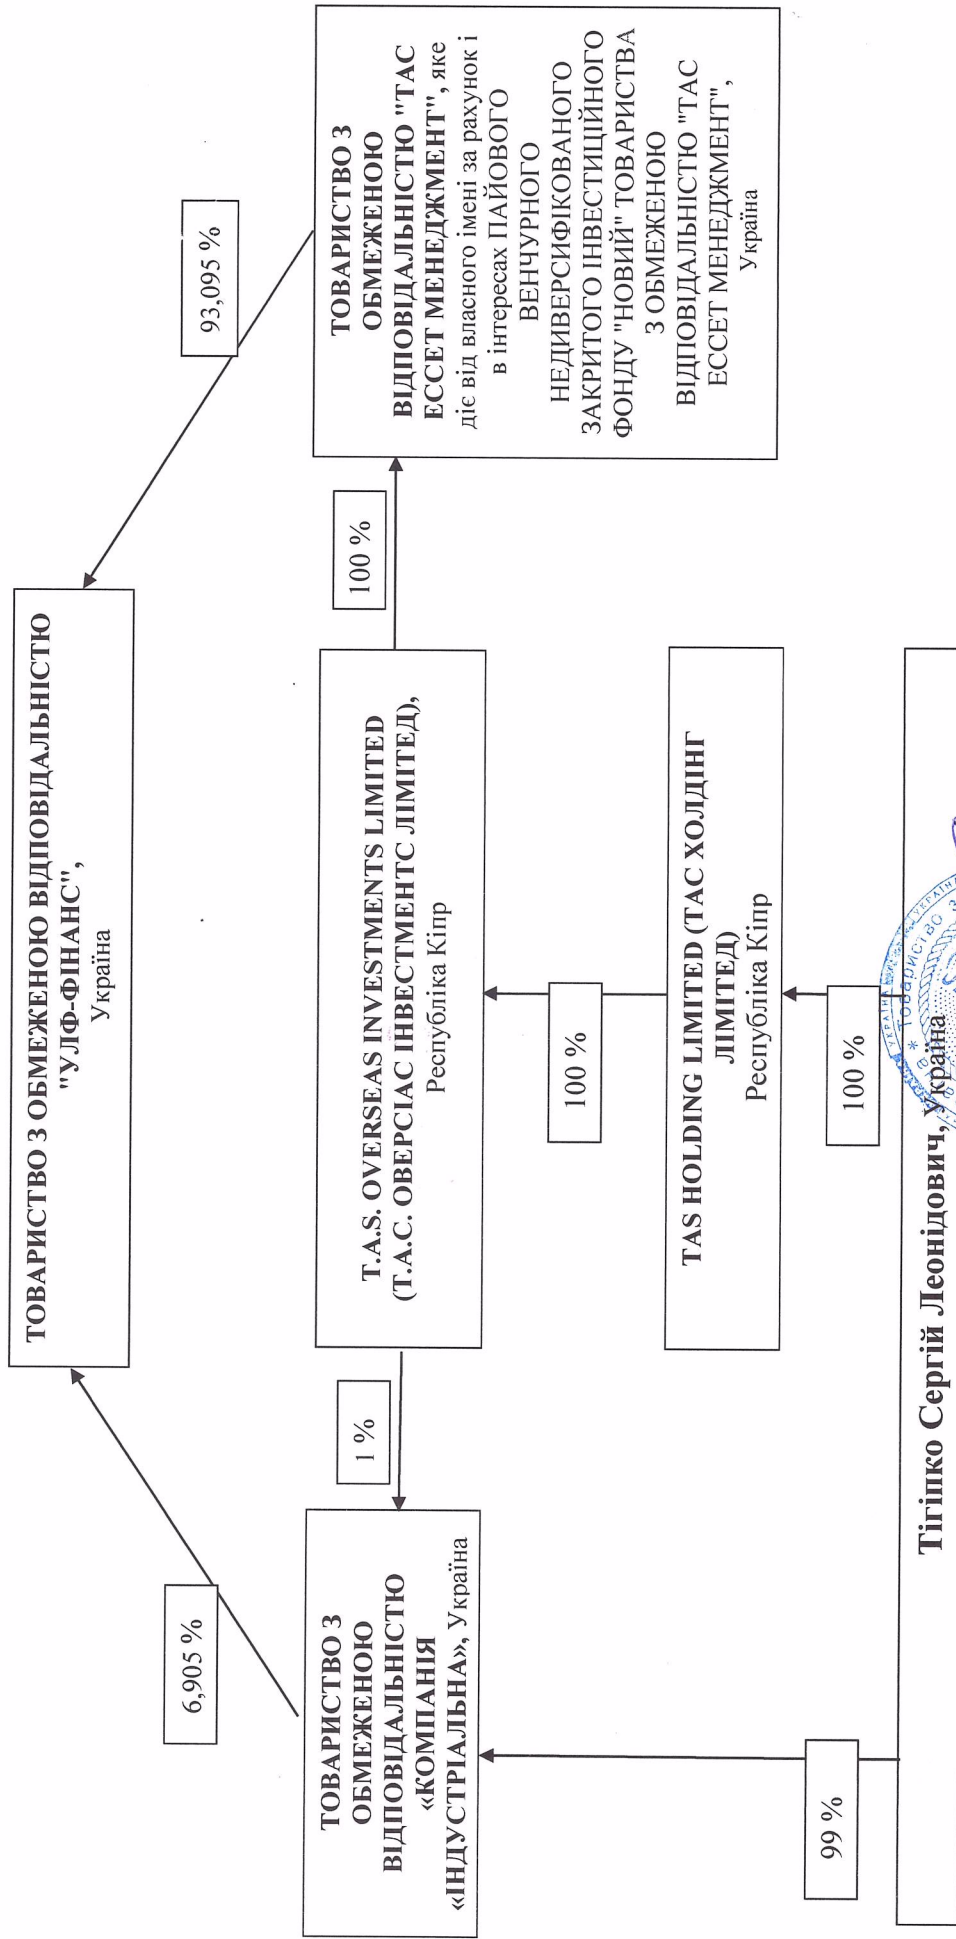 ТОВАРИСТВО З ОБМЕЖЕНОЮ ВІДПОВІДАЛЬНІСТЮ
"УЛФ-ФІНАНС",
Україна
6,905 %
93,095 %
ТОВАРИСТВО З
ОБМЕЖЕНОЮ
ВІДПОВІДАЛЬНІСТЮ
«КОМПАНІЯ
«ІНДУСТРІАЛЬНА», Україна
1 %
T.A.S. OVERSEAS INVESTMENTS LIMITED
(Т.А.С. ОВЕРСІАС ІНВЕСТМЕНТС ЛІМІТЕД),
Республіка Кіпр
100 %
ТОВАРИСТВО З
ОБМЕЖЕНОЮ
ВІДПОВІДАЛЬНІСТЮ "ТАС
ЕССЕТ МЕНЕДЖМЕНТ", яке
діє від власного імені за рахунок і
в інтересах ПАЙОВОГО
ВЕНЧУРНОГО
НЕДИВЕРСИФІКОВАНОГО
ЗАКРИТОГО ІНВЕСТИЦІЙНОГО
ФОНДУ "НОВИЙ" ТОВАРИСТВА
З ОБМЕЖЕНОЮ
ВІДПОВІДАЛЬНІСТЮ "ТАС
ЕССЕТ МЕНЕДЖМЕНТ",
Україна
100 %
TAS HOLDING LIMITED (ТАС ХОЛДІНГ
ЛІМІТЕД)
Республіка Кіпр
99 %
100 %
Тігіпко Сергій Леонідович, Україна
УКРАЇНА
УКРАЇНА
Товариство з